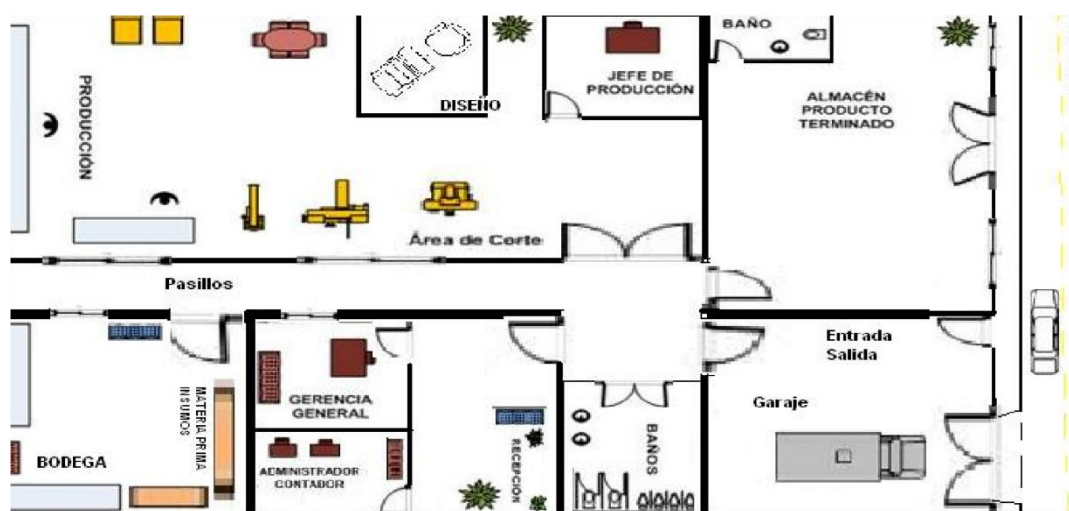 BAÑO
PRODUCCIÓN
DISEÑO
JEFE DE
PRODUCCIÓN
ALMACÉN
PRODUCTO
TERMINADO
Área de Corte
Pasillos
Entrada
Salida
MATERIA PRIMA
INSUMOS
GERENCIA
GENERAL
Garaje
BODEGA
ADMINISTRADOR
CONTADOR
RECEPCIÓN
BAÑOS